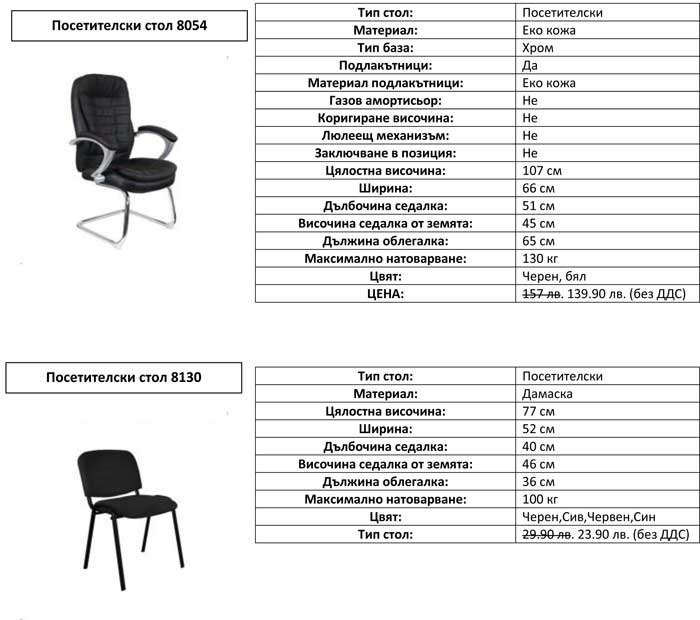 Посетителски стол 8054
Тип стол: Посетителски
Материал: Еко кожа
Тип база: Хром
Подлакътници: Да
Материал подлакътници: Еко кожа
Газов амортисьор: Не
Коригиране височина: Не
Люлеещ механизъм: Не
Заключване в позиция: Не
Цялостна височина: 107 см
Ширина: 66 см
Дълбочина седалка: 51 см
Височина седалка от земята: 45 см
Дължина облегалка: 65 см
Максимално натоварване: 130 кг
Цвят: Черен, бял
ЦЕНА: 157 лв. 139.90 лв. (без ДДС)
Посетителски стол 8130
Тип стол: Посетителски
Материал: Дамаска
Цялостна височина: 77 см
Ширина: 52 см
Дълбочина седалка: 40 см
Височина седалка от земята: 46 см
Дължина облегалка: 36 см
Максимално натоварване: 100 кг
Цвят: Черен,Сив,Червен,Син
Тип стол: 29.90 лв. 23.90 лв. (без ДДС)